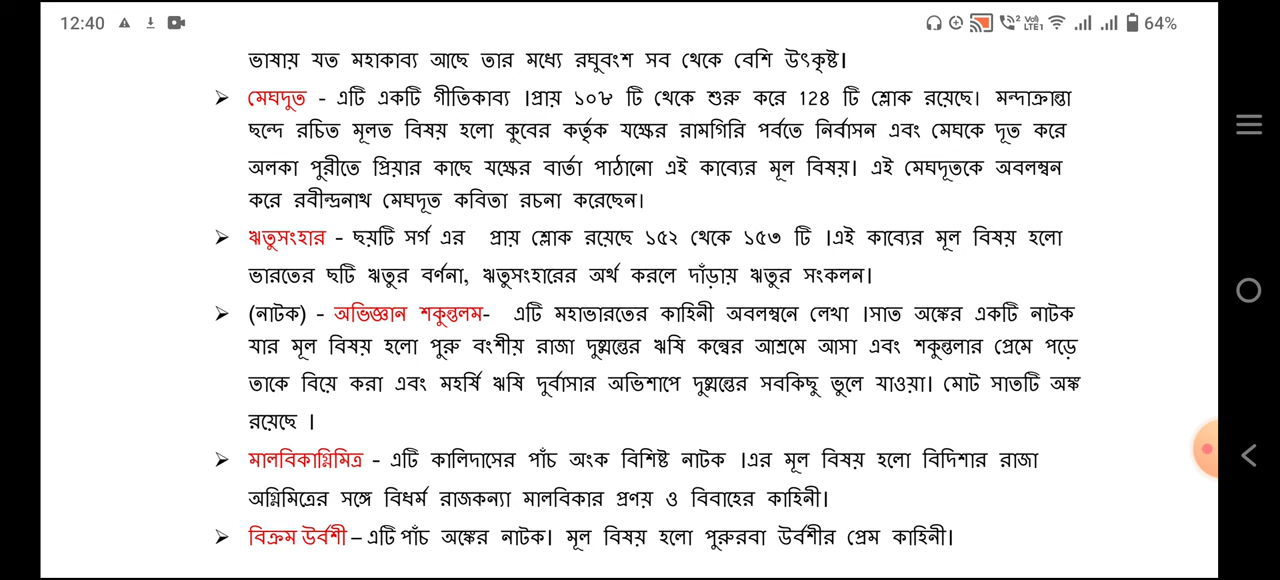 12:40
Vo) LTE1 64%
ভাষায় যত মহাকাব্য আছে তার মধ্যে রঘুবংশ সব থেকে বেশি উৎকৃষ্ট।
➢ মেঘদুত - এটি একটি গীতিকাব্য ।প্রায় ১০৮ টি থেকে শুরু করে 128 টি শ্লোক রয়েছে। মন্দাক্রান্তা
ছন্দে রচিত মূলত বিষয় হলো কুবের কর্তৃক যক্ষের রামগিরি পর্বতে নির্বাসন এবং মেঘকে দূত করে
অলকা পুরীতে প্রিয়ার কাছে যক্ষের বার্তা পাঠানো এই কাব্যের মূল বিষয়। এই মেঘদূতকে অবলম্বন
করে রবীন্দ্রনাথ মেঘদূত কবিতা রচনা করেছেন।
➢ ঋতুসংহার - ছয়টি সর্গ এর প্রায় শ্লোক রয়েছে ১৫২ থেকে ১৫৩ টি ।এই কাব্যের মূল বিষয় হলো
ভারতের ছটি ঋতুর বর্ণনা, ঋতুসংহারের অর্থ করলে দাঁড়ায় ঋতুর সংকলন।
➢ (নাটক) - অভিজ্ঞান শকুন্তলম- এটি মহাভারতের কাহিনী অবলম্বনে লেখা ।সাত অঙ্কের একটি নাটক
যার মূল বিষয় হলো পুরু বংশীয় রাজা দুষ্মন্তের ঋষি কন্বের আশ্রমে আসা এবং শকুন্তলার প্রেমে পড়ে
তাকে বিয়ে করা এবং মহর্ষি ঋষি দুর্বাসার অভিশাপে দুষ্মন্তের সবকিছু ভুলে যাওয়া। মোট সাতটি অঙ্ক
রয়েছে ।
➢ মালবিকাগ্নিমিত্র - এটি কালিদাসের পাঁচ অংক বিশিষ্ট নাটক ।এর মূল বিষয় হলো বিদিশার রাজা
অগ্নিমিত্রের সঙ্গে বিধর্ম রাজকন্যা মালবিকার প্রণয় ও বিবাহের কাহিনী।
➢ বিক্রম উর্বশী – এটি পাঁচ অঙ্কের নাটক। মূল বিষয় হলো পুরুরবা উর্বশীর প্রেম কাহিনী।